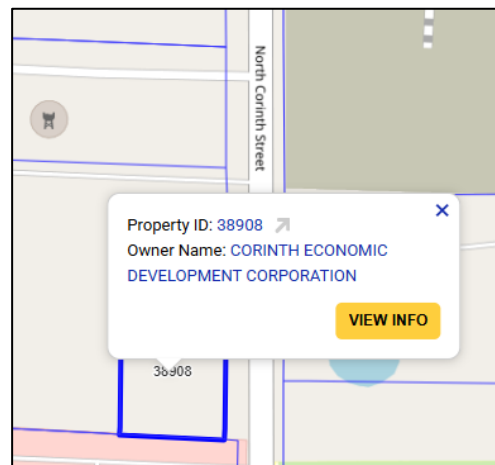 North Corinth Street
Property ID: 38908
Owner Name: CORINTH ECONOMIC
DEVELOPMENT CORPORATION
VIEW INFO
38908